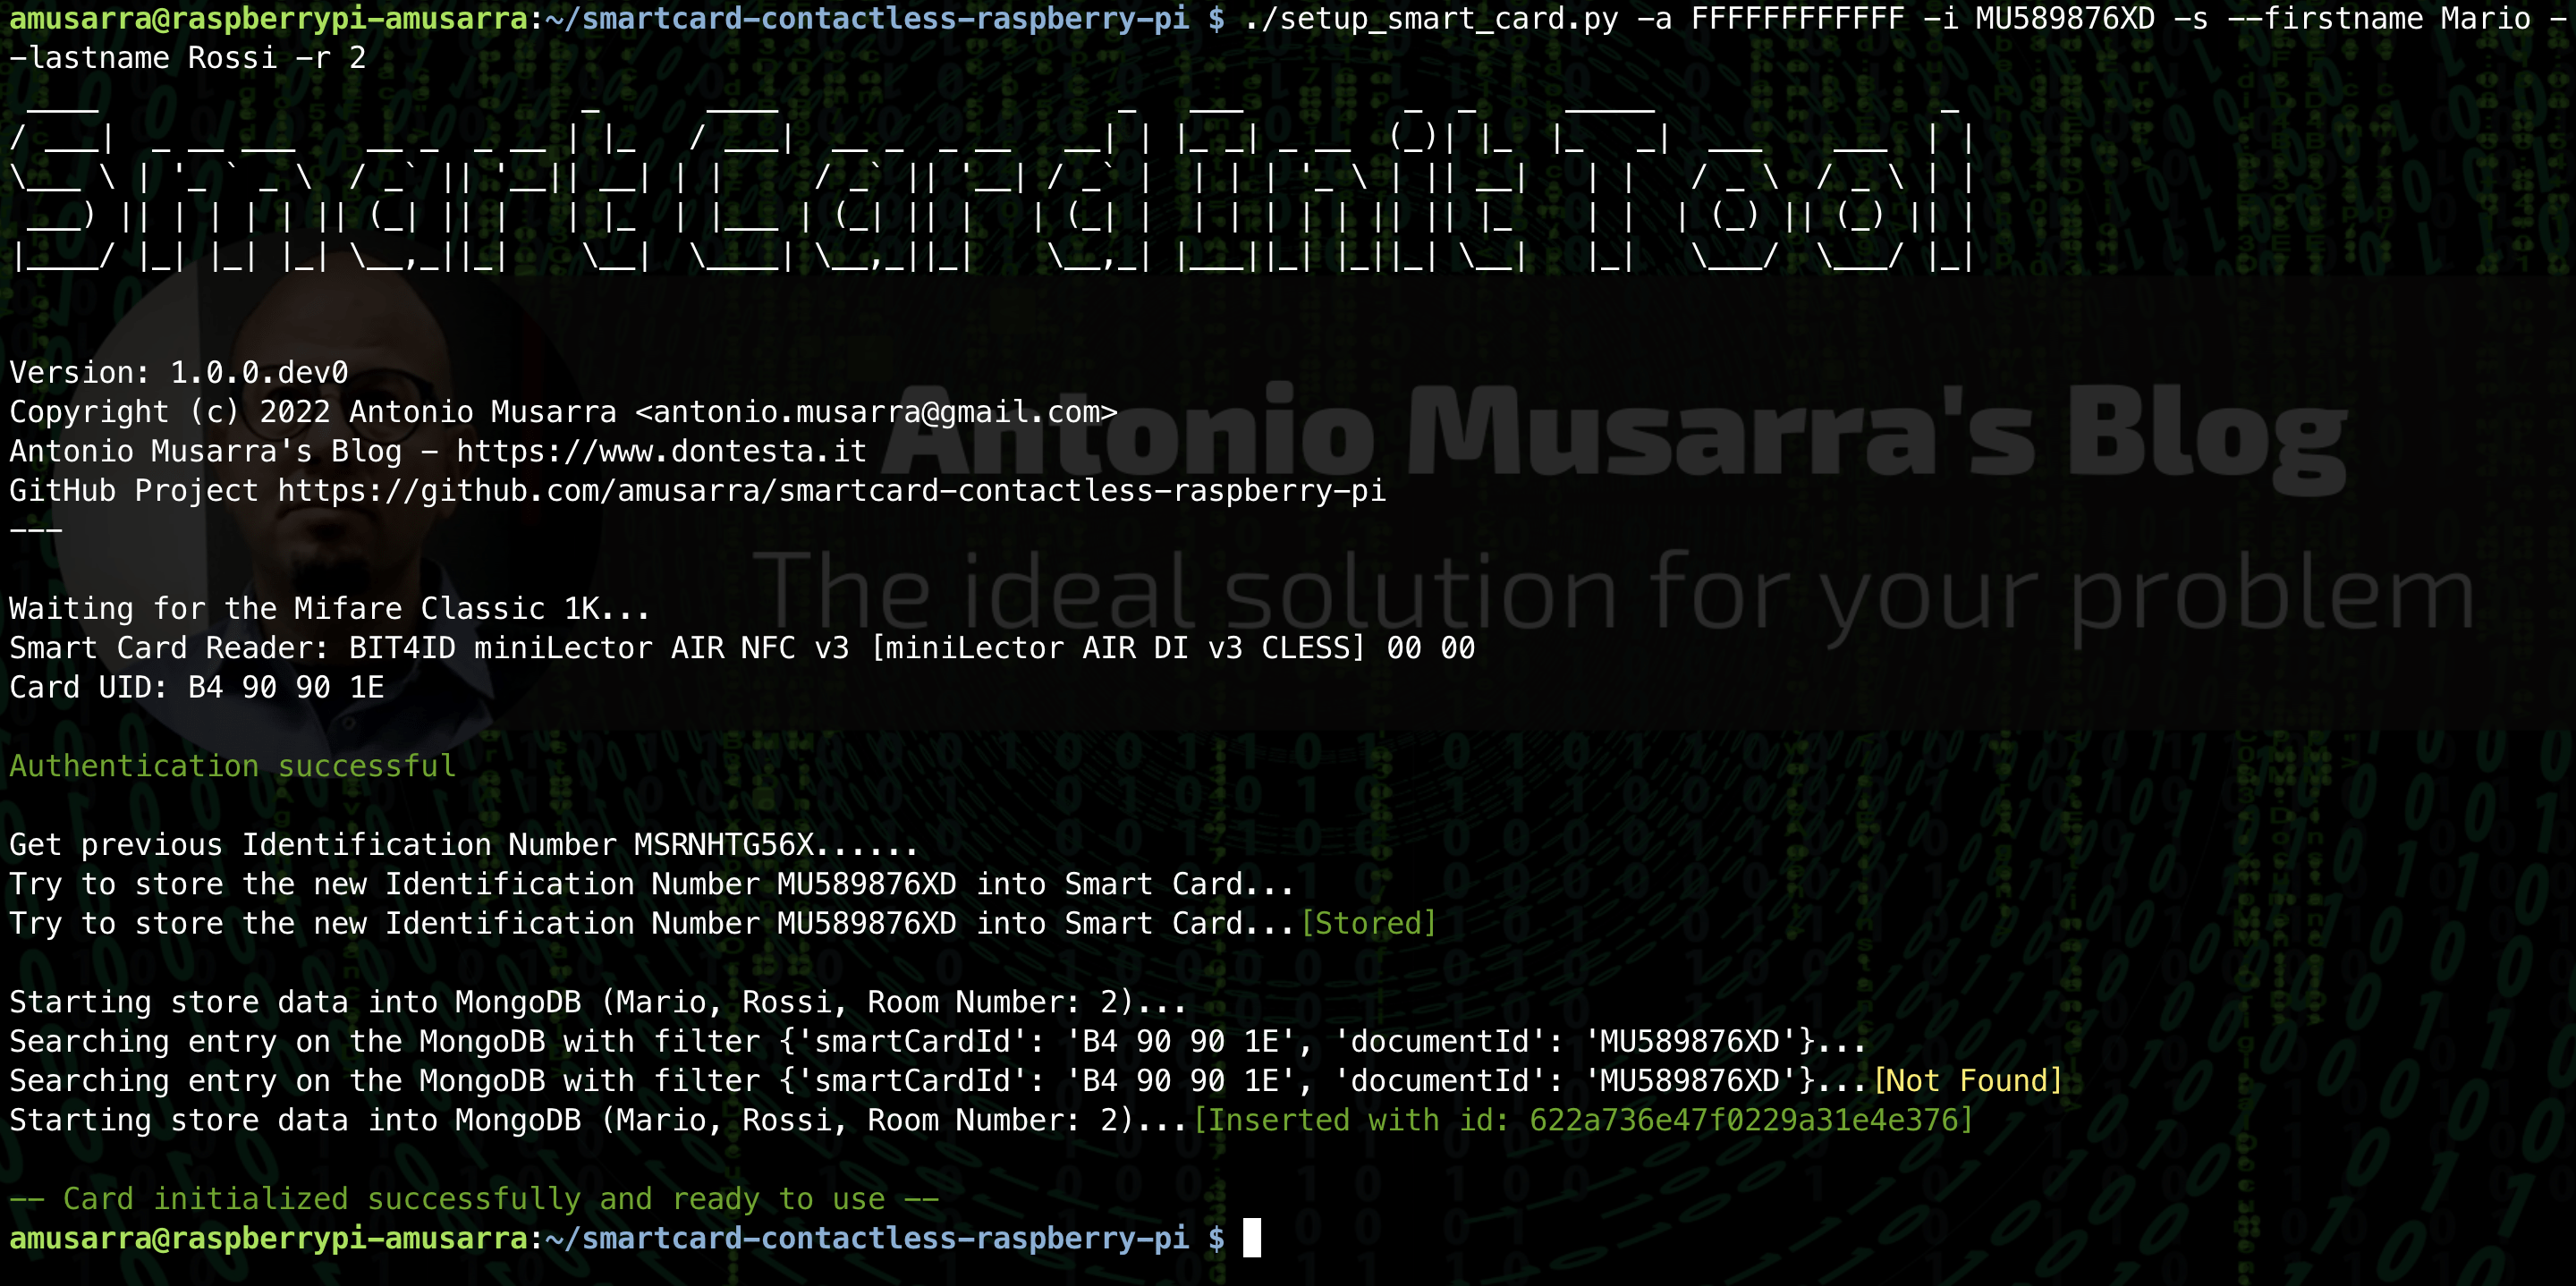 amusarra@raspberrypi-amusarra:~/smartcard-contactless-raspberry-pi $ ./setup_smart_card.py -a FFFFFFFFFFFF -i MU589876XD -s --firstname Mario -
-lastname Rossi -r 2
SmartCard InitTool
Version: 1.0.0.dev0
Copyright (c) 2022 Antonio Musarra <antonio.musarra@gmail.com>
Antonio Musarra's Blog - https://www.dontesta.it
GitHub Project https://github.com/amusarra/smartcard-contactless-raspberry-pi
---
Antonio Musarra's Blog
The ideal solution for your problem
Waiting for the Mifare Classic 1K...
Smart Card Reader: BIT4ID miniLector AIR NFC v3 [miniLector AIR DI v3 CLESS] 00 00
Card UID: B4 90 90 1E
Authentication successful
Get previous Identification Number MSRNHTG56X......
Try to store the new Identification Number MU589876XD into Smart Card...
Try to store the new Identification Number MU589876XD into Smart Card...[Stored]
Starting store data into MongoDB (Mario, Rossi, Room Number: 2)...
Searching entry on the MongoDB with filter {'smartCardId': 'B4 90 90 1E', 'documentId': 'MU589876XD'}...
Searching entry on the MongoDB with filter {'smartCardId': 'B4 90 90 1E', 'documentId': 'MU589876XD'}...[Not Found]
Starting store data into MongoDB (Mario, Rossi, Room Number: 2)...[Inserted with id: 622a736e47f0229a31e4e376]
-- Card initialized successfully and ready to use --
amusarra@raspberrypi-amusarra:~/smartcard-contactless-raspberry-pi $